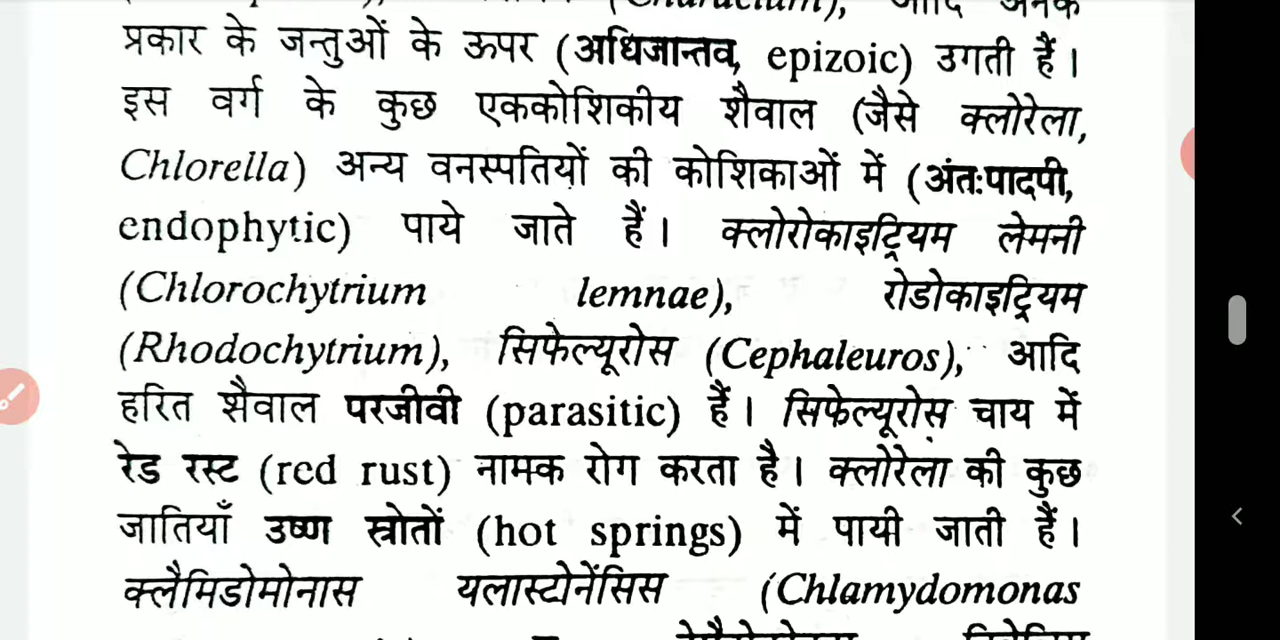 प्रकार के जन्तुओं के ऊपर (अधिजान्तव, epizoic) उगती हैं।
इस वर्ग के कुछ एककोशिकीय शैवाल (जैसे क्लोरेला,
Chlorella) अन्य वनस्पतियों की कोशिकाओं में (अंतःपादपी,
endophytic) पाये जाते हैं। क्लोरोकाइट्रियम लेमनी
(Chlorochytrium lemnae), रोडोकाइट्रियम
(Rhodochytrium), सिफेल्यूरोस (Cephaleuros), आदि
हरित शैवाल परजीवी (parasitic) हैं। सिफेल्यूरोस चाय में
रेड रस्ट (red rust) नामक रोग करता है। क्लोरेला की कुछ
जातियाँ उष्ण स्त्रोतों (hot springs) में पायी जाती हैं।
क्लैमिडोमोनास यलास्टोनेंसिस (Chlamydomonas